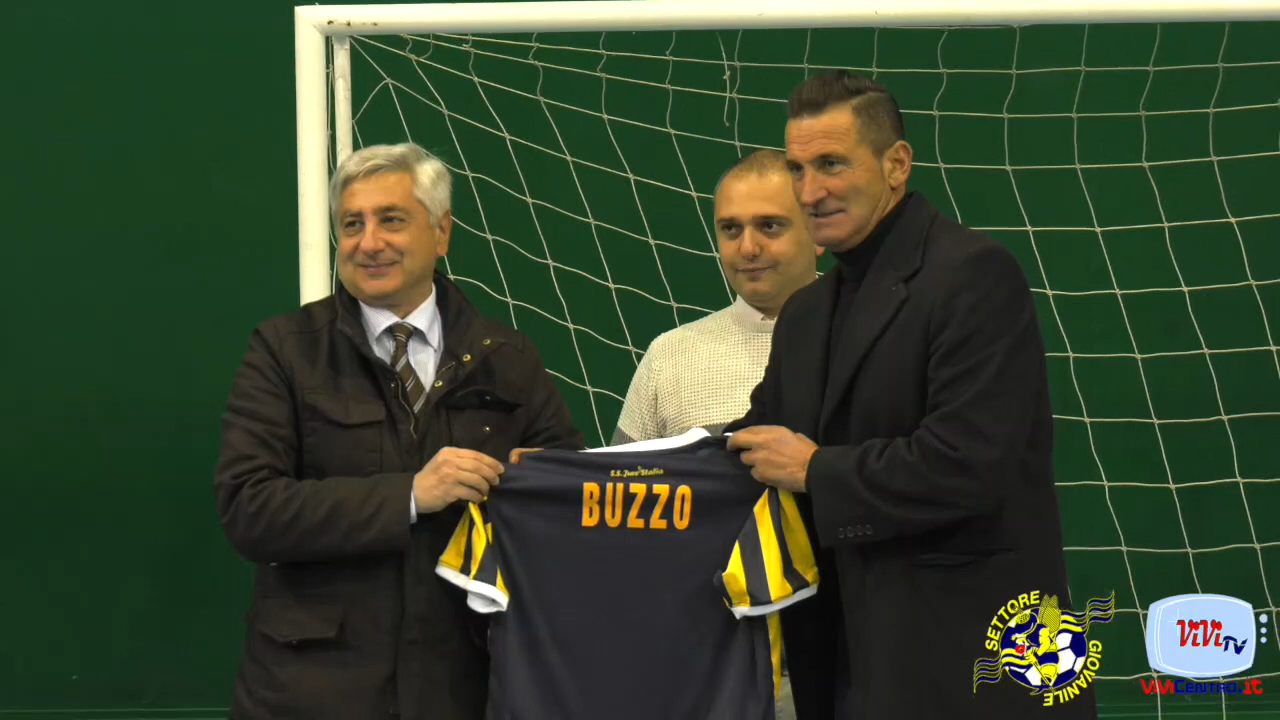 S.S. Juve Stabia
BUZZO
SETTORE
GIOVANILE
ViVi TV
ViViCentro.it